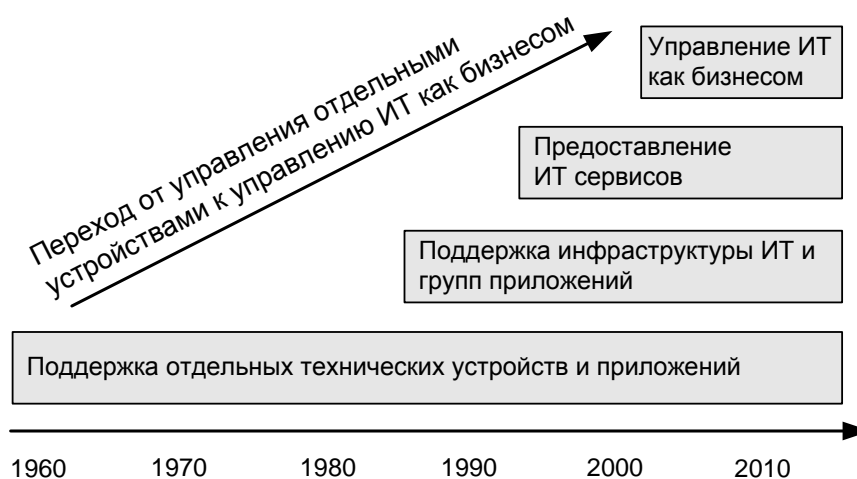 Переход от управления отдельными
устройствами к управлению ИТ как бизнесом
Управление ИТ
как бизнесом
Предоставление
ИТ сервисов
Поддержка инфраструктуры ИТ и
групп приложений
Поддержка отдельных технических устройств и приложений
1960 1970 1980 1990 2000 2010